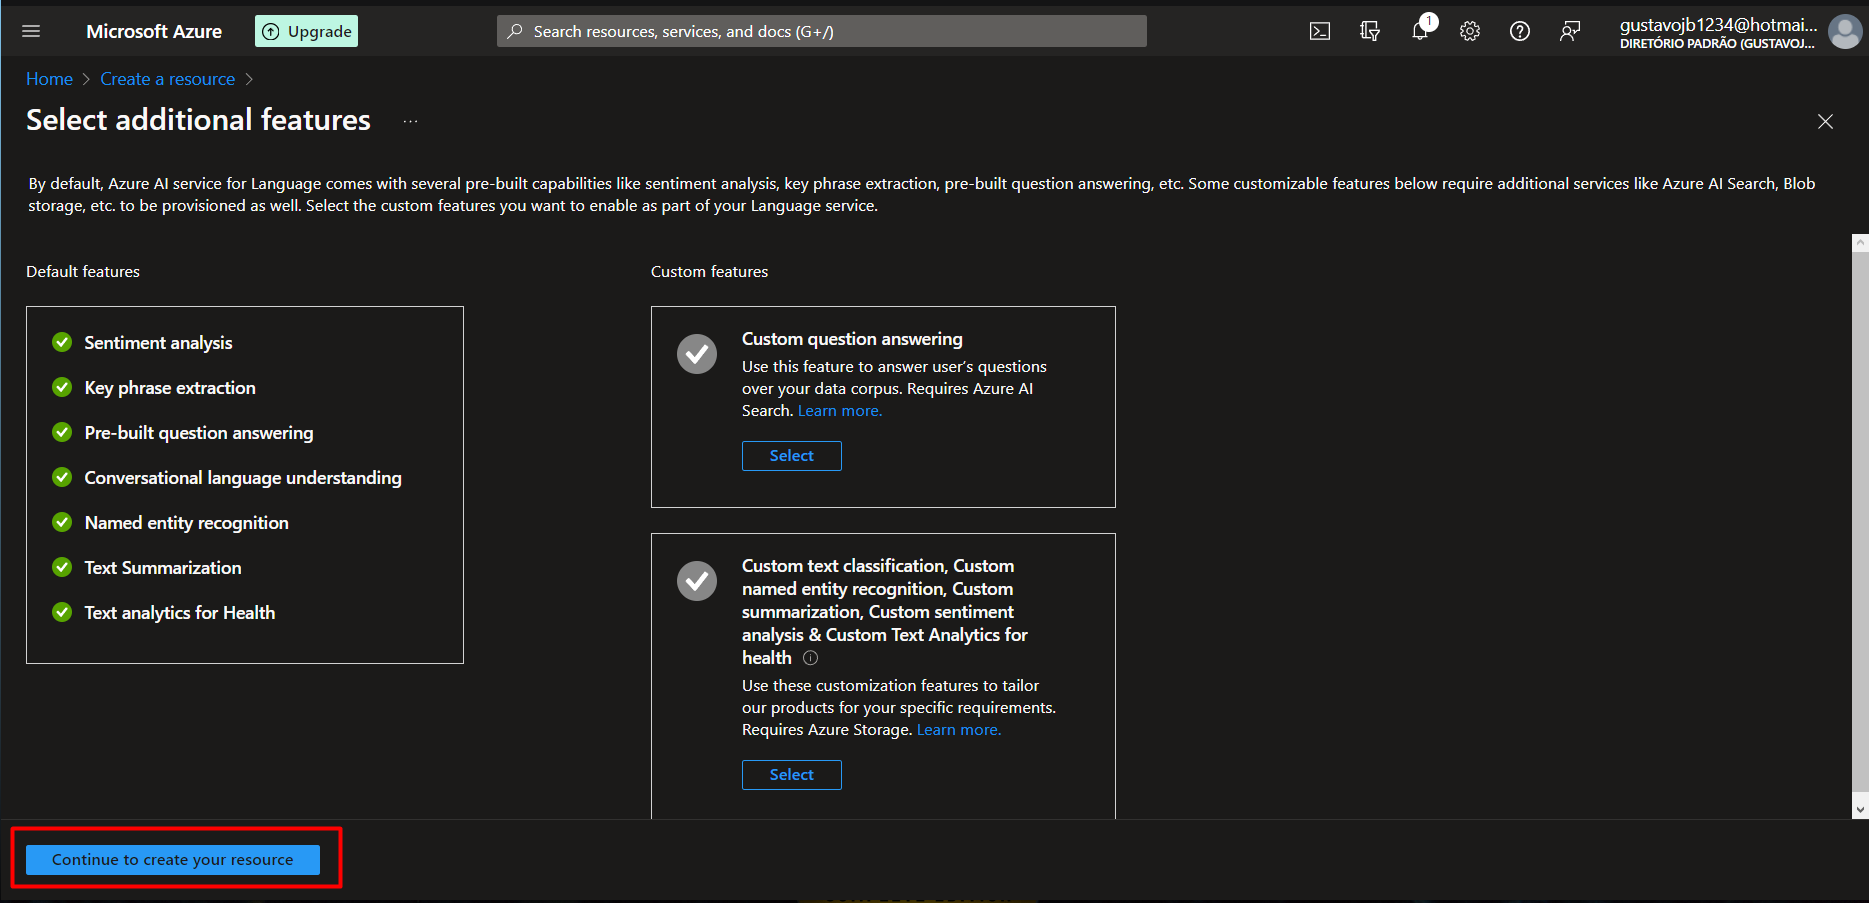 Microsoft Azure
Upgrade
Search resources, services, and docs (G+/)
1
gustavojb1234@hotmai...
DIRETÓRIO PADRÃO (GUSTAVOJ...
Home > Create a resource >
Select additional features ...
By default, Azure AI service for Language comes with several pre-built capabilities like sentiment analysis, key phrase extraction, pre-built question answering, etc. Some customizable features below require additional services like Azure AI Search, Blob
storage, etc. to be provisioned as well. Select the custom features you want to enable as part of your Language service.
Default features
Sentiment analysis
Key phrase extraction
Pre-built question answering
Conversational language understanding
Named entity recognition
Text Summarization
Text analytics for Health
Custom features
Custom question answering
Use this feature to answer user’s questions
over your data corpus. Requires Azure AI
Search. Learn more.
Select
Custom text classification, Custom
named entity recognition, Custom
summarization, Custom sentiment
analysis & Custom Text Analytics for
health
Use these customization features to tailor
our products for your specific requirements.
Requires Azure Storage. Learn more.
Select
Continue to create your resource